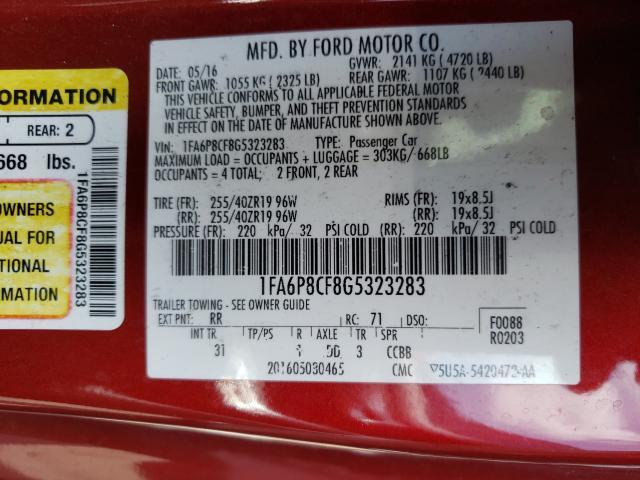 MFD. BY FORD MOTOR CO.
DATE: 05/16 GVWR: 2141 KG ( 4720 LB)
FRONT GAWR: 1055 KG ( 2325 LB) REAR GAWR: 1107 KG ( 2440 LB)
THIS VEHICLE CONFORMS TO ALL APPLICABLE FEDERAL MOTOR
VEHICLE SAFETY, BUMPER, AND THEFT PREVENTION STANDARDS
IN EFFECT ON THE DATE OF MANUFACTURE SHOWN ABOVE.
VIN: 1FA6P8CF8G5323283 TYPE: Passenger Car
MAXIMUM LOAD = OCCUPANTS + LUGGAGE = 303KG/ 668LB
OCCUPANTS = 4 TOTAL; 2 FRONT, 2 REAR
TIRE (FR): 255/40ZR19 96W RIMS (FR): 19x8.5J
(RR): 255/40ZR19 96W (RR): 19x8.5J
PRESSURE (FR): 220 kPa/ 32 PSI COLD (RR): 220 kPa/ 32 PSI COLD
1FA6P8CF8G5323283
TRAILER TOWING - SEE OWNER GUIDE
EXT PNT: RR RC: 71 DSO:
INT TR TP/PS R AXLE TR SPR
31 3 CCBB
201605030465 CMC
F0088
R0203
ORMATION
REAR: 2
668 lbs.
OWNERS
UAL FOR
TIONAL
RMATION
1FA6P8CF8G5323283